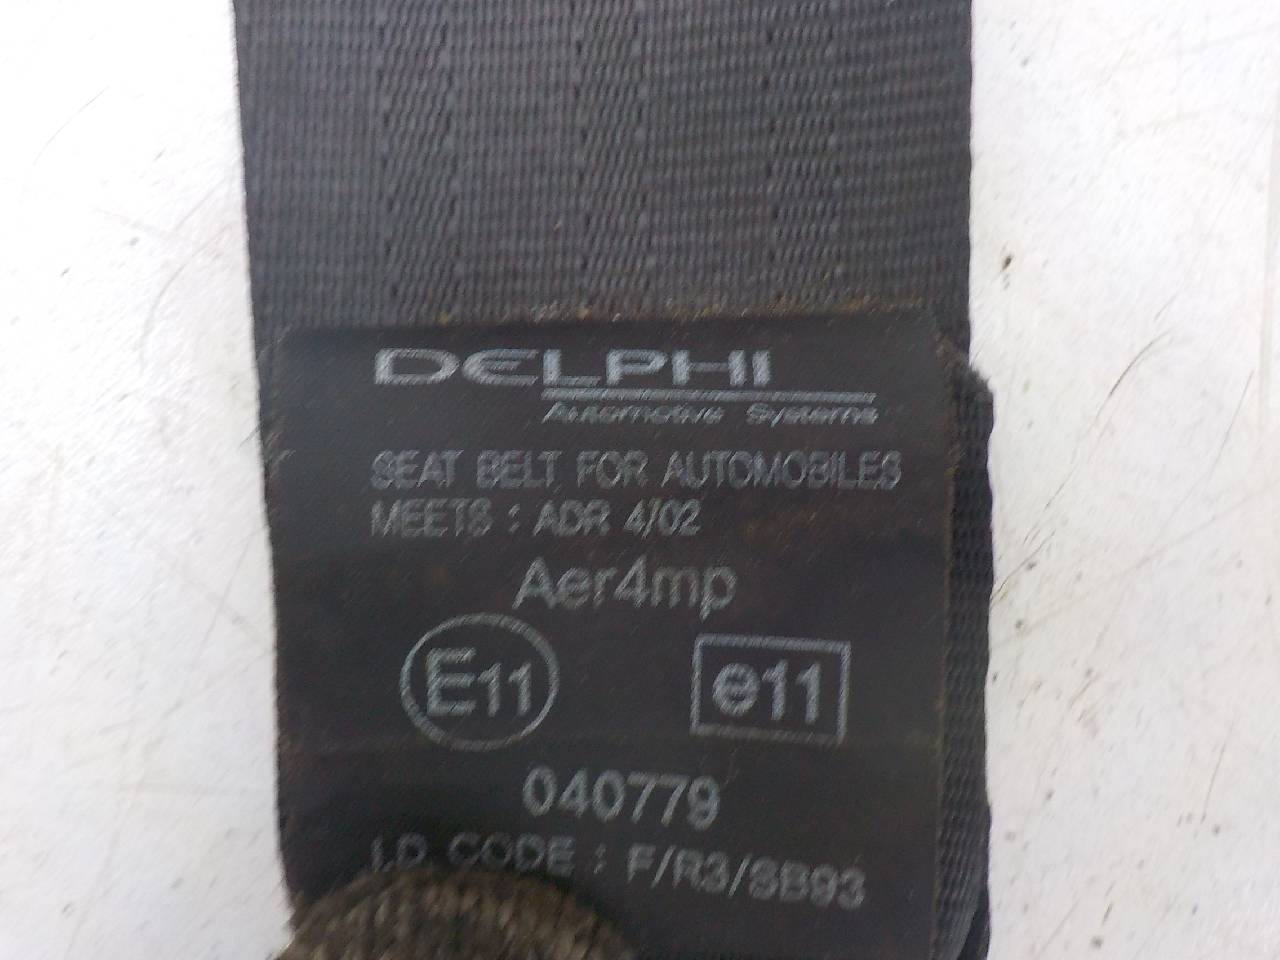 DELPHI
Automotive Systems
SEAT BELT FOR AUTOMOBILES
MEETS : ADR 4/02
Aer4mp
E11 e11
040779
I.D. CODE : F/R3/SB93